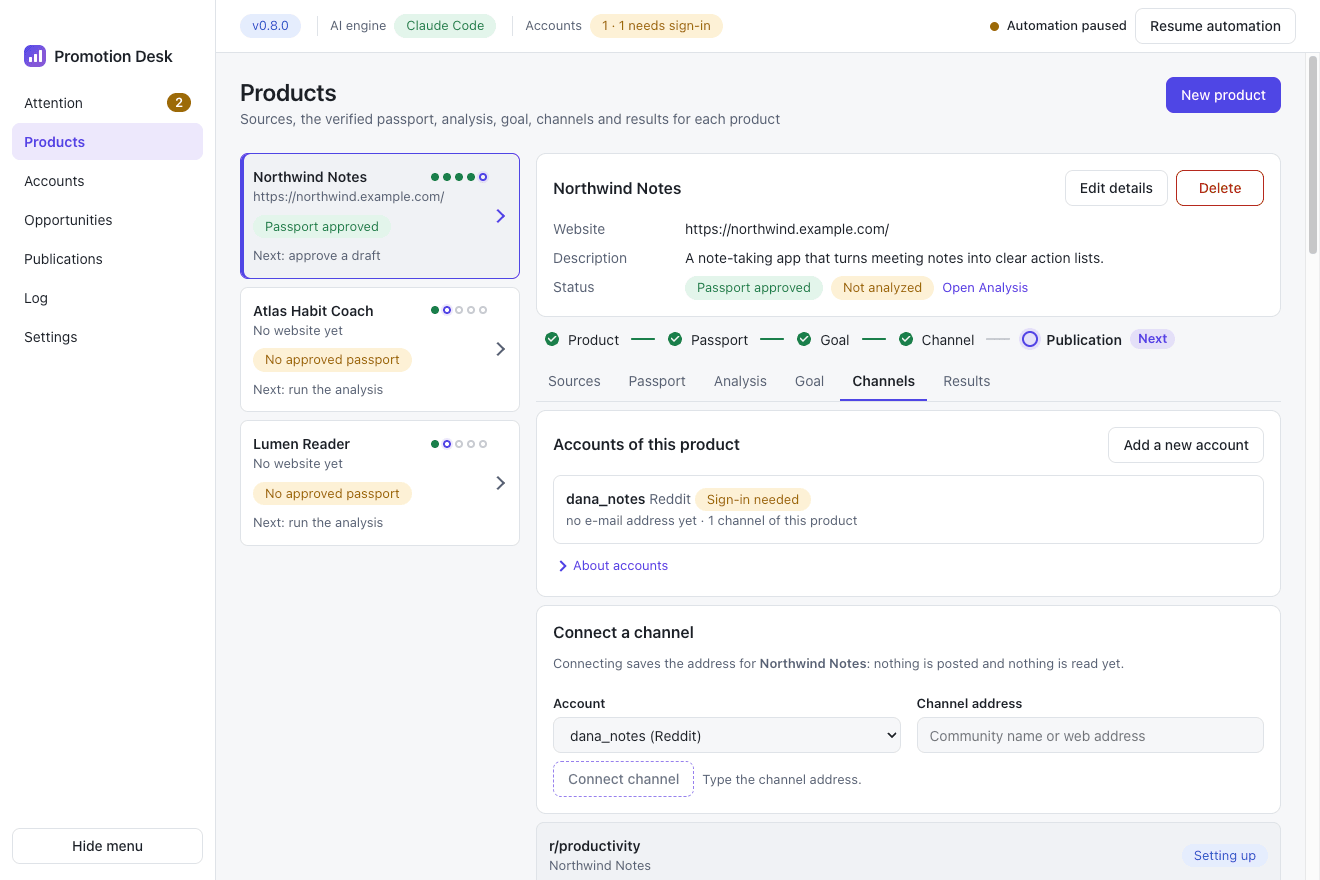 Promotion Desk
Attention 2
Products
Accounts
Opportunities
Publications
Log
Settings
Hide menu
v0.8.0 AI engine Claude Code Accounts 1 · 1 needs sign-in Automation paused Resume automation
Products
Sources, the verified passport, analysis, goal, channels and results for each product
New product
Northwind Notes
https://northwind.example.com/
Passport approved
Next: approve a draft
Atlas Habit Coach
No website yet
No approved passport
Next: run the analysis
Lumen Reader
No website yet
No approved passport
Next: run the analysis
Northwind Notes Edit details Delete
Website https://northwind.example.com/
Description A note-taking app that turns meeting notes into clear action lists.
Status Passport approved Not analyzed Open Analysis
Product Passport Goal Channel Publication Next
Sources Passport Analysis Goal Channels Results
Accounts of this product Add a new account
dana_notes Reddit Sign-in needed
no e-mail address yet · 1 channel of this product
About accounts
Connect a channel
Connecting saves the address for Northwind Notes: nothing is posted and nothing is read yet.
Account Channel address
dana_notes (Reddit) Community name or web address
Connect channel Type the channel address.
r/productivity
Northwind Notes Setting up